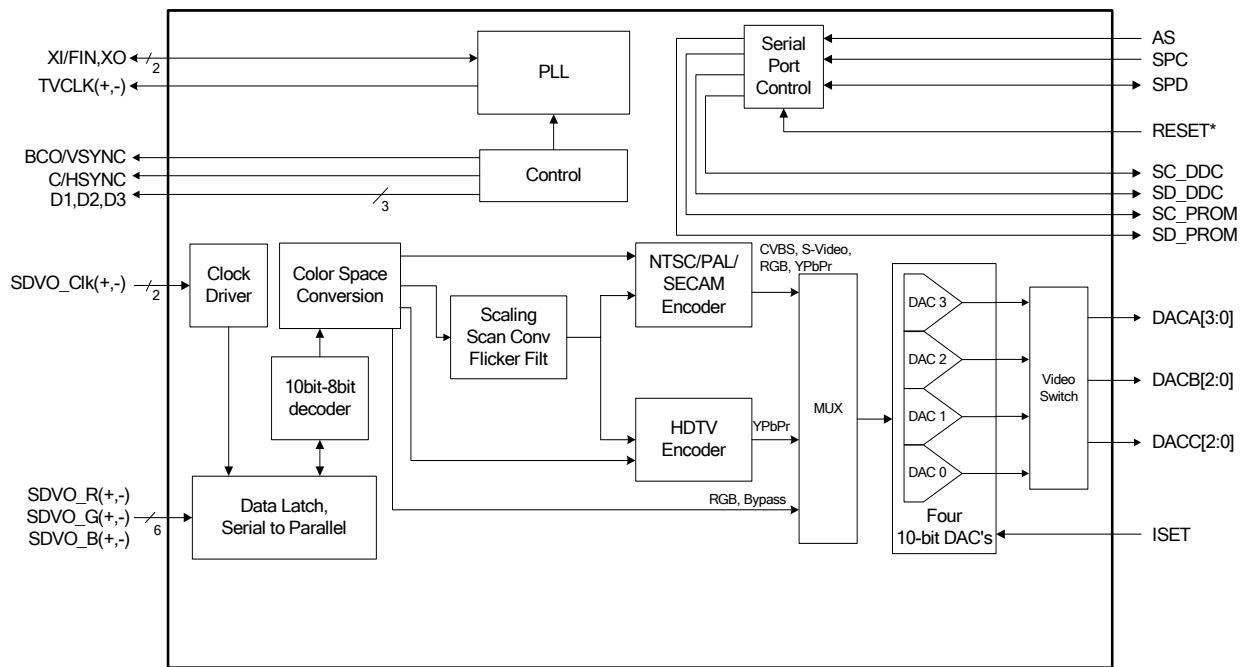 XI/FIN,XO
2
TVCLK(+,-)
PLL
Serial
Port
Control
AS
SPC
SPD
RESET*
BCO/VSYNC
C/HSYNC
D1,D2,D3
3
Control
SC_DDC
SD_DDC
SC_PROM
SD_PROM
SDVO_Clk(+,-)
2
Clock
Driver
Color Space
Conversion
Scaling
Scan Conv
Flicker Filt
NTSC/PAL/
SECAM
Encoder
CVBS, S-Video,
RGB, YPbPr
10bit-8bit
decoder
HDTV
Encoder
YPbPr
MUX
RGB, Bypass
DAC 3
DAC 2
DAC 1
DAC 0
Four
10-bit DAC's
Video
Switch
DACA[3:0]
DACB[2:0]
DACC[2:0]
ISET
SDVO_R(+,-)
SDVO_G(+,-)
SDVO_B(+,-)
6
Data Latch,
Serial to Parallel